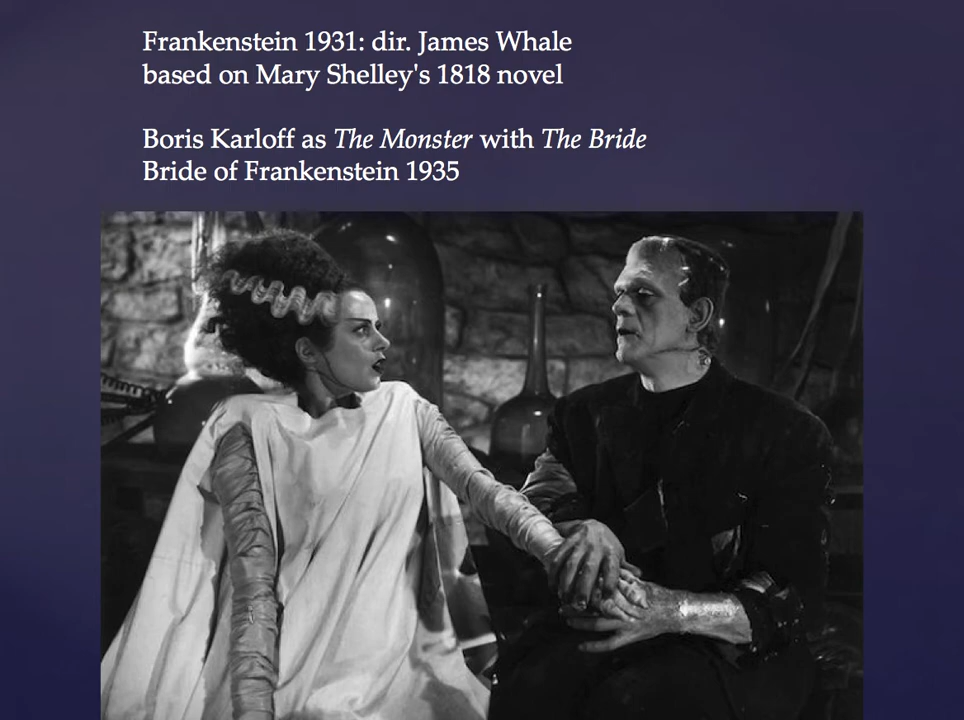 Frankenstein 1931: dir. James Whale
based on Mary Shelley's 1818 novel
Boris Karloff as The Monster with The Bride
Bride of Frankenstein 1935